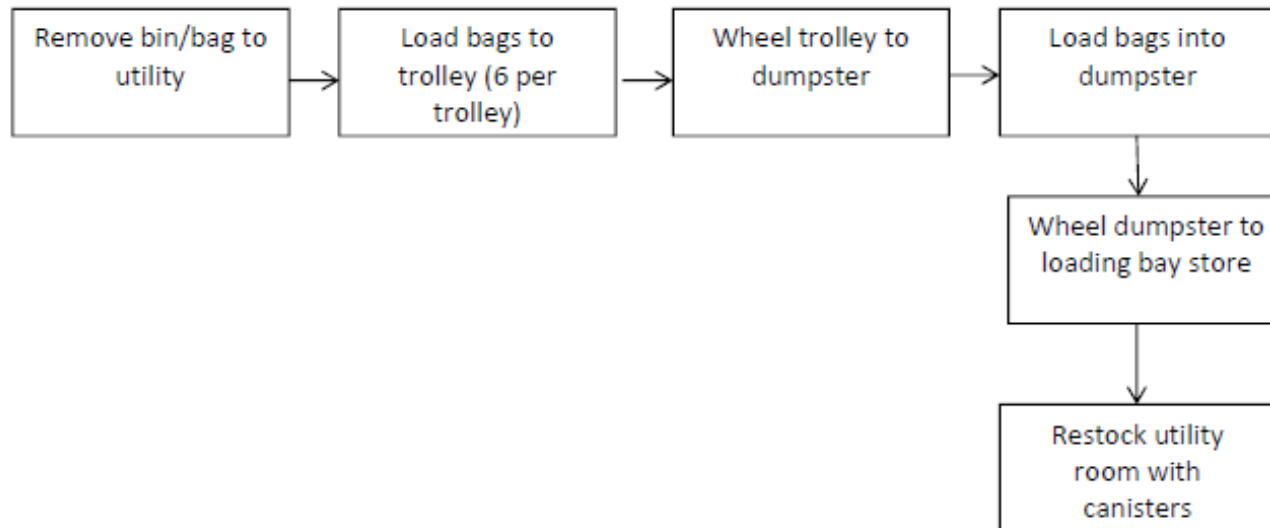 Remove bin/bag to
utility
Load bags to
trolley (6 per
trolley)
Wheel trolley to
dumpster
Load bags into
dumpster
Wheel dumpster to
loading bay store
Restock utility
room with
canisters